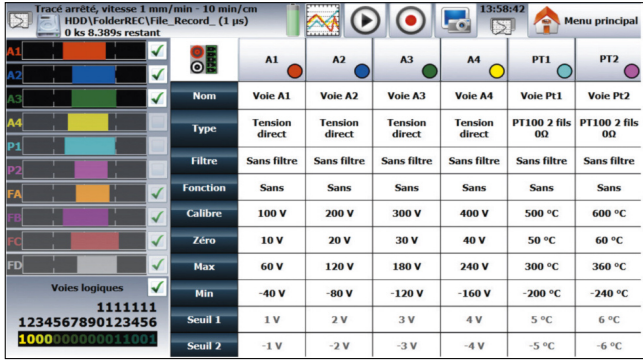 Tracé arrêté, vitesse 1 mm/min - 10 min/cm
HDD\FolderREC\File_Record_ (1 µs)
0 ks 8.389s restant
13:58:42
Menu principal
A1
A2
A3
A4
P1
P2
FA
FB
FC
FD
Voies logiques
1111111
1234567890123456
1000000000011001
A1 A2 A3 A4 PT1 PT2
Nom Voie A1 Voie A2 Voie A3 Voie A4 Voie Pt1 Voie Pt2
Type Tension direct Tension direct Tension direct Tension direct PT100 2 fils 0Ω PT100 2 fils 0Ω
Filtre Sans filtre Sans filtre Sans filtre Sans filtre Sans filtre Sans filtre
Fonction Sans Sans Sans Sans Sans Sans
Calibre 100 V 200 V 300 V 400 V 500 °C 600 °C
Zéro 10 V 20 V 30 V 40 V 50 °C 60 °C
Max 60 V 120 V 180 V 240 V 300 °C 360 °C
Min -40 V -80 V -120 V -160 V -200 °C -240 °C
Seuil 1 1 V 2 V 3 V 4 V 5 °C 6 °C
Seuil 2 -1 V -2 V -3 V -4 V -5 °C -6 °C